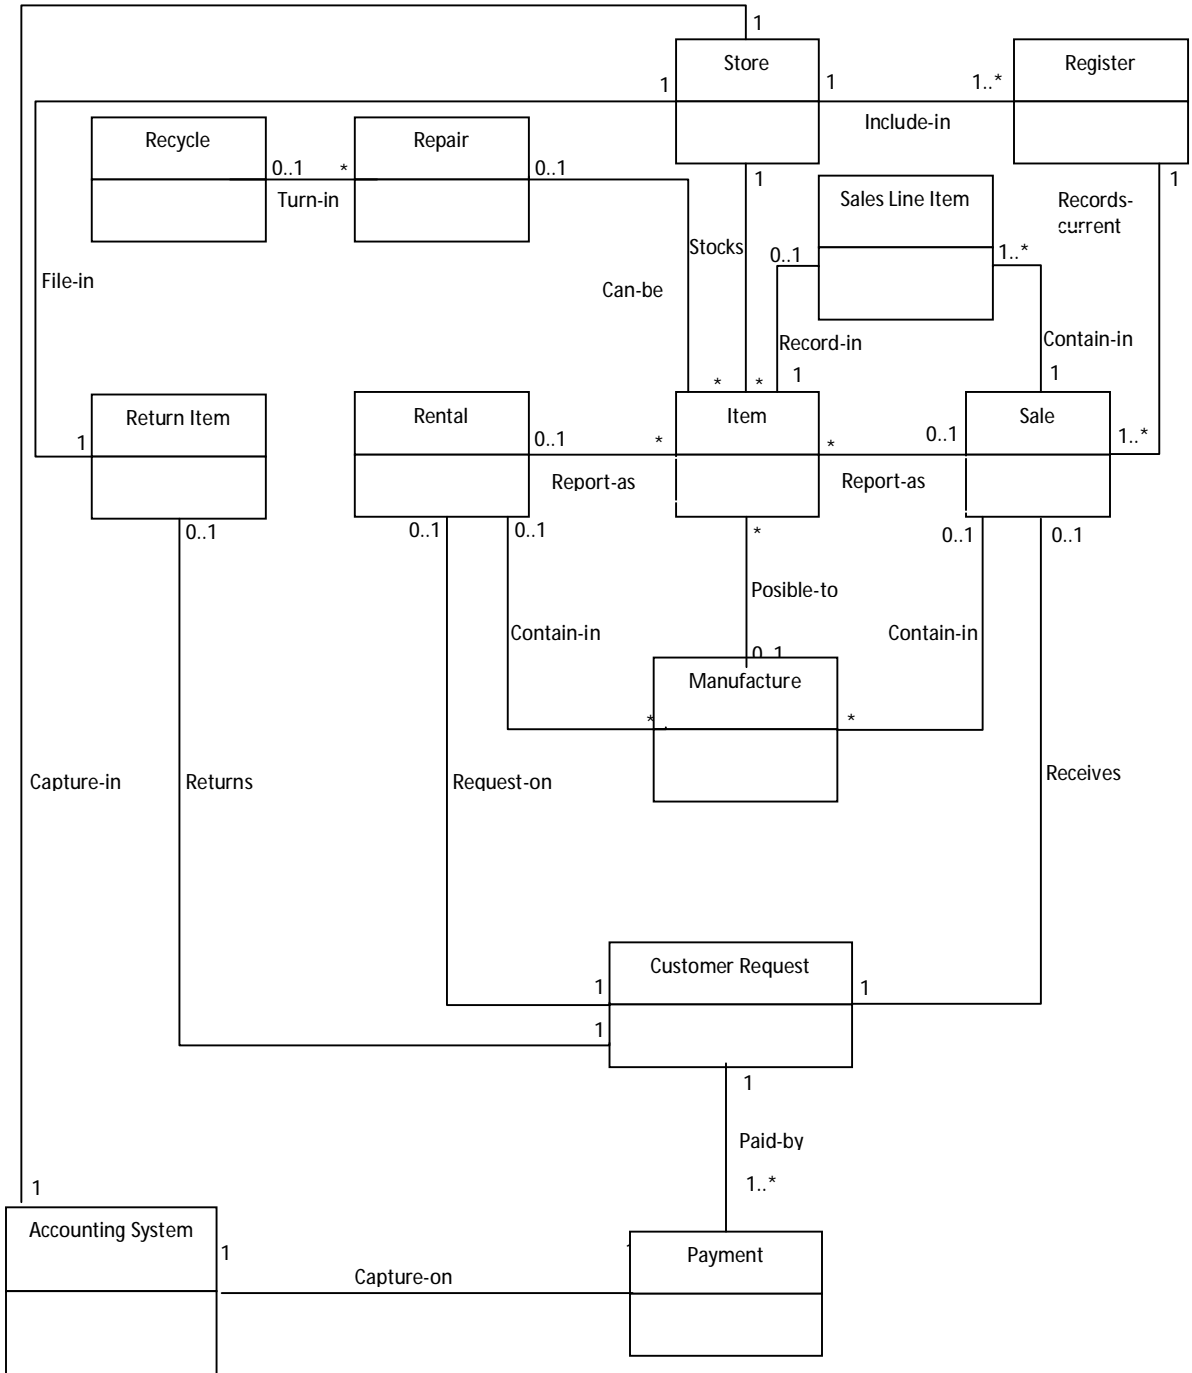 1
Store
Register
1
1
1..*
Include-in
Recycle
Repair
0..1
*
Turn-in
0..1
1
1
Sales Line Item
Records-
current
Stocks
0..1
1..*
File-in
Can-be
Record-in
Contain-in
*
*
1
1
Return Item
Rental
Item
Sale
1
0..1
*
*
0..1
1..*
Report-as
Report-as
0..1
0..1
0..1
*
0..1
0..1
Posible-to
Contain-in
Contain-in
0..1
Manufacture
*
*
Capture-in
Returns
Request-on
Receives
Customer Request
1
1
1
1
Paid-by
1..*
1
Accounting System
1
Payment
Capture-on